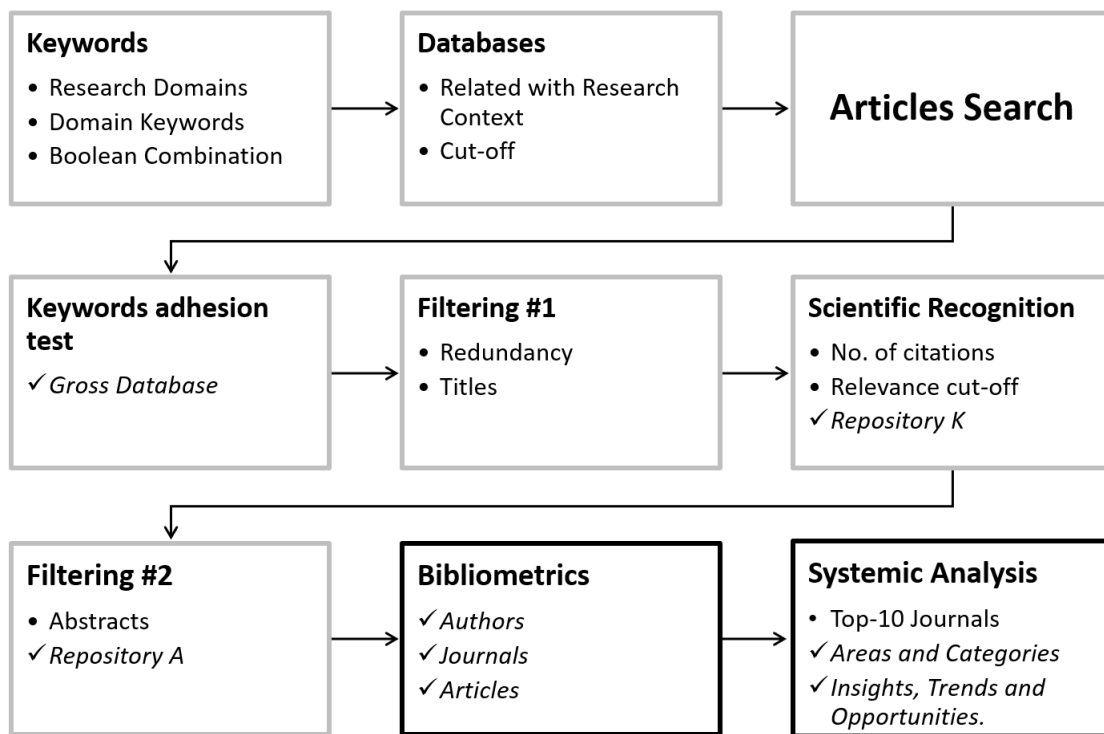 Keywords
• Research Domains
• Domain Keywords
• Boolean Combination
Databases
• Related with Research
Context
• Cut-off
Articles Search
Keywords adhesion
test
✓ Gross Database
Filtering #1
• Redundancy
• Titles
Scientific Recognition
• No. of citations
• Relevance cut-off
✓ Repository K
Filtering #2
• Abstracts
✓ Repository A
Bibliometrics
✓ Authors
✓ Journals
✓ Articles
Systemic Analysis
• Top-10 Journals
✓ Areas and Categories
✓ Insights, Trends and
Opportunities.